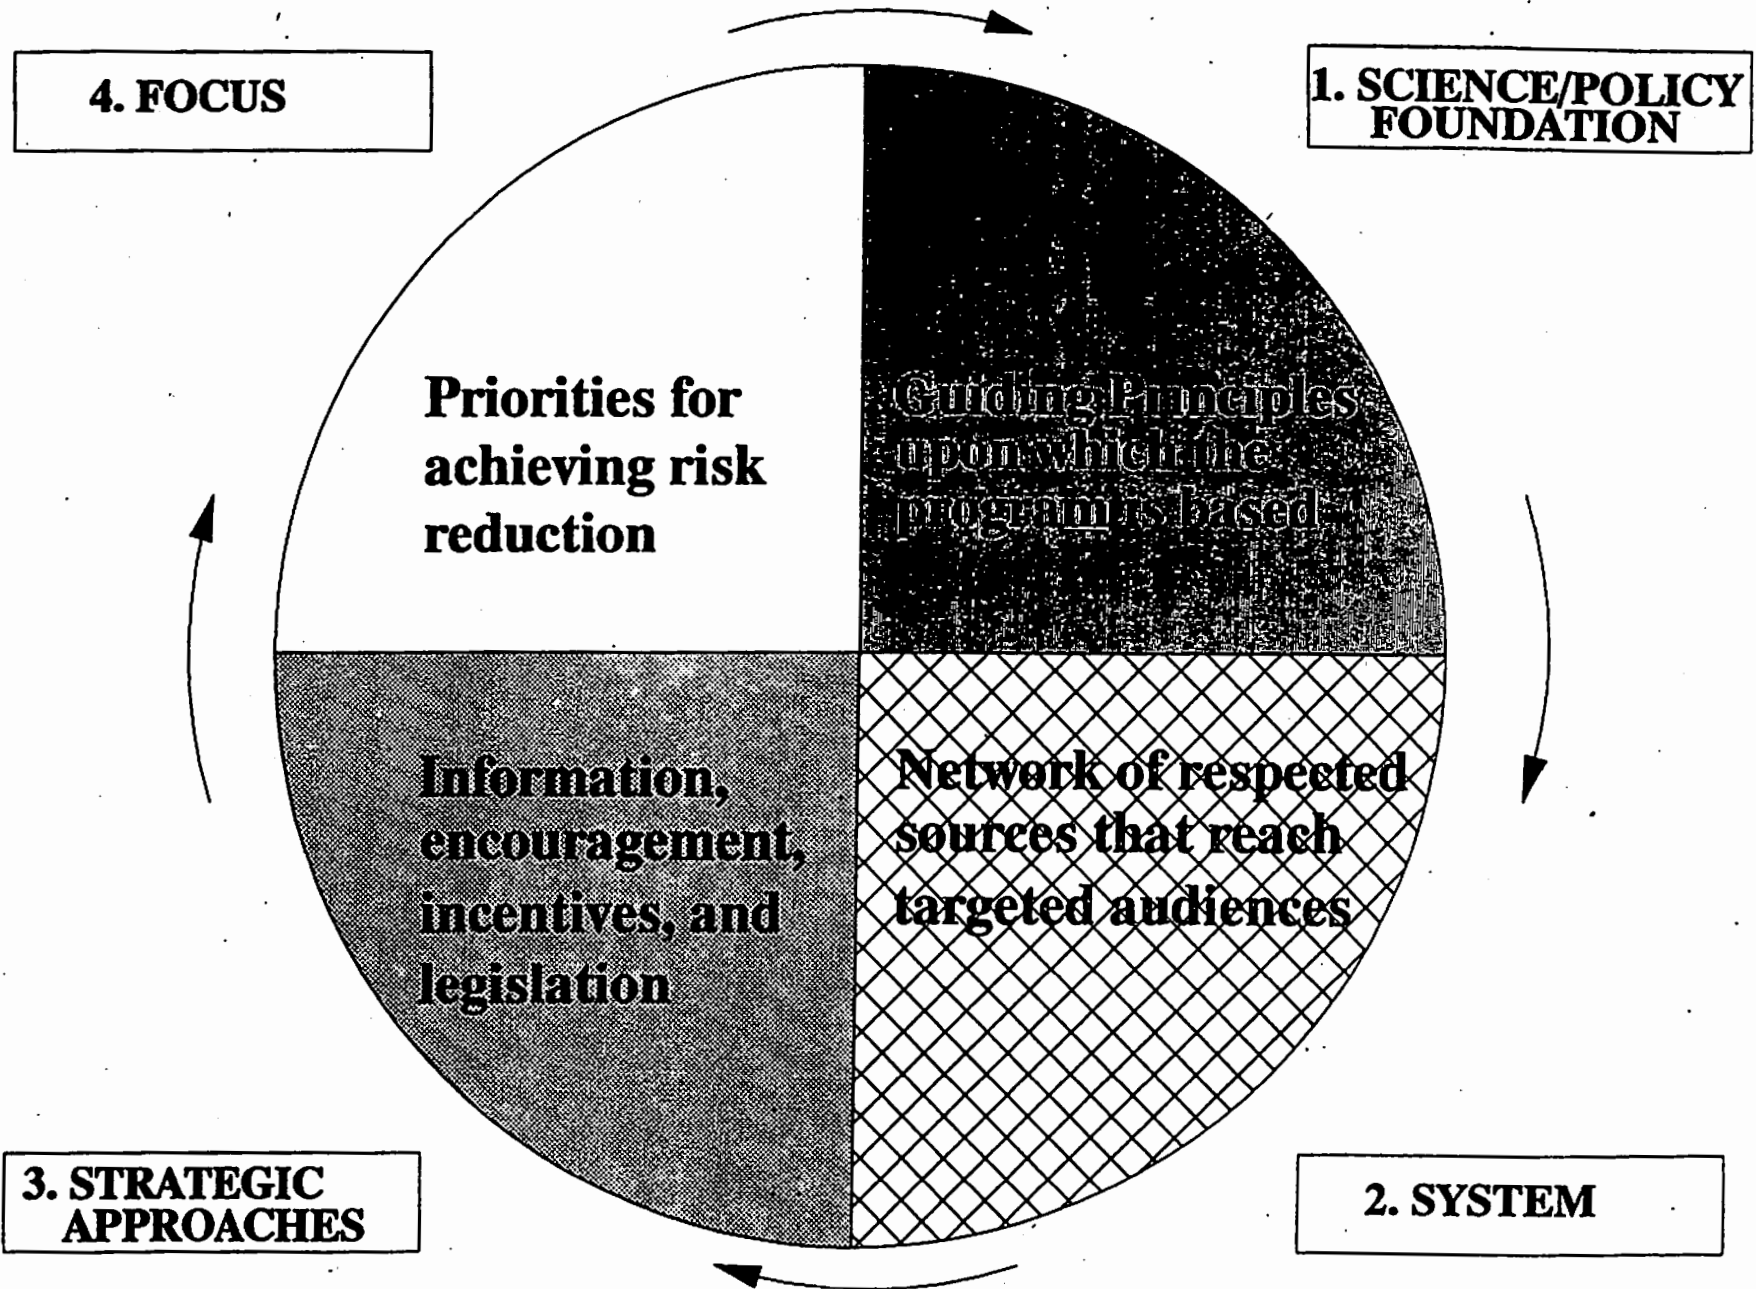 4. FOCUS
1. SCIENCE/POLICY
FOUNDATION
Priorities for
achieving risk
reduction
Guiding Principles
upon which the
program is based
Information,
encouragement,
incentives, and
legislation
Network of respected
sources that reach
targeted audiences
3. STRATEGIC
APPROACHES
2. SYSTEM